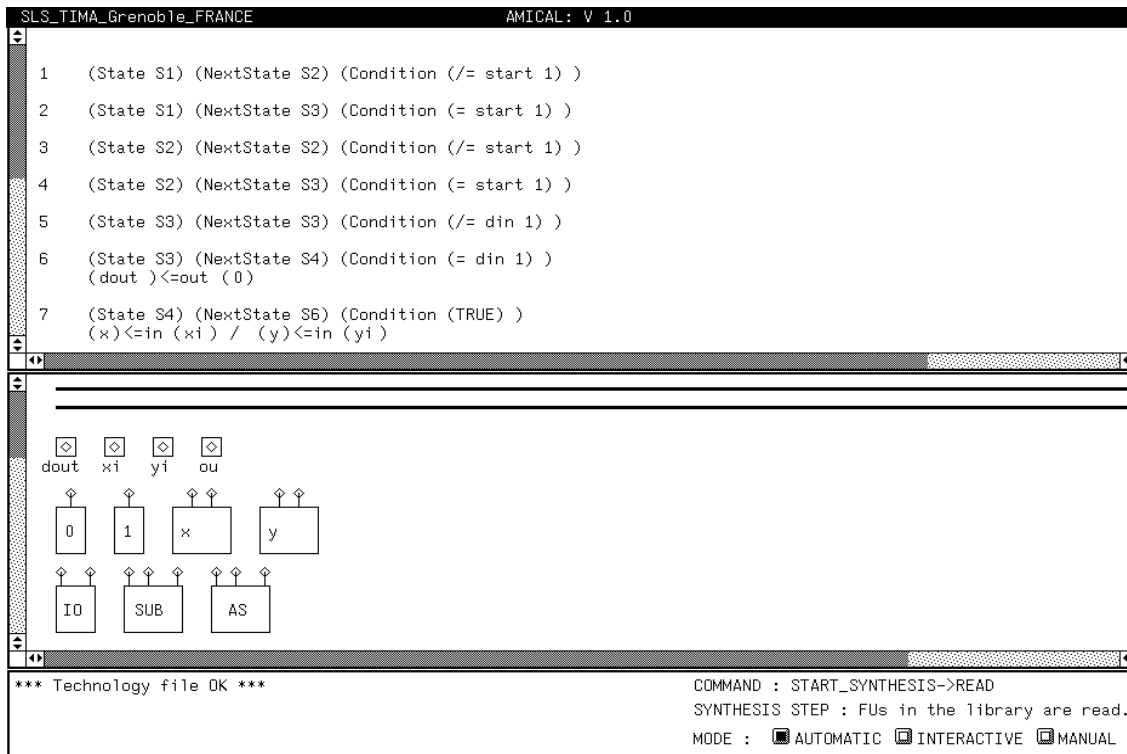 SLS_TIMA_Grenoble_FRANCE AMICAL: V 1.0
1 (State S1) (NextState S2) (Condition (/= start 1) )
2 (State S1) (NextState S3) (Condition (= start 1) )
3 (State S2) (NextState S2) (Condition (/= start 1) )
4 (State S2) (NextState S3) (Condition (= start 1) )
5 (State S3) (NextState S3) (Condition (/= din 1) )
6 (State S3) (NextState S4) (Condition (= din 1) )
(dout )<=out (0)
7 (State S4) (NextState S6) (Condition (TRUE) )
(x)<=in (xi) / (y)<=in (yi)
dout xi yi ou
0 1 x y
IO SUB AS
*** Technology file OK *** COMMAND : START_SYNTHESIS->READ
SYNTHESIS STEP : FUs in the library are read.
MODE : AUTOMATIC INTERACTIVE MANUAL